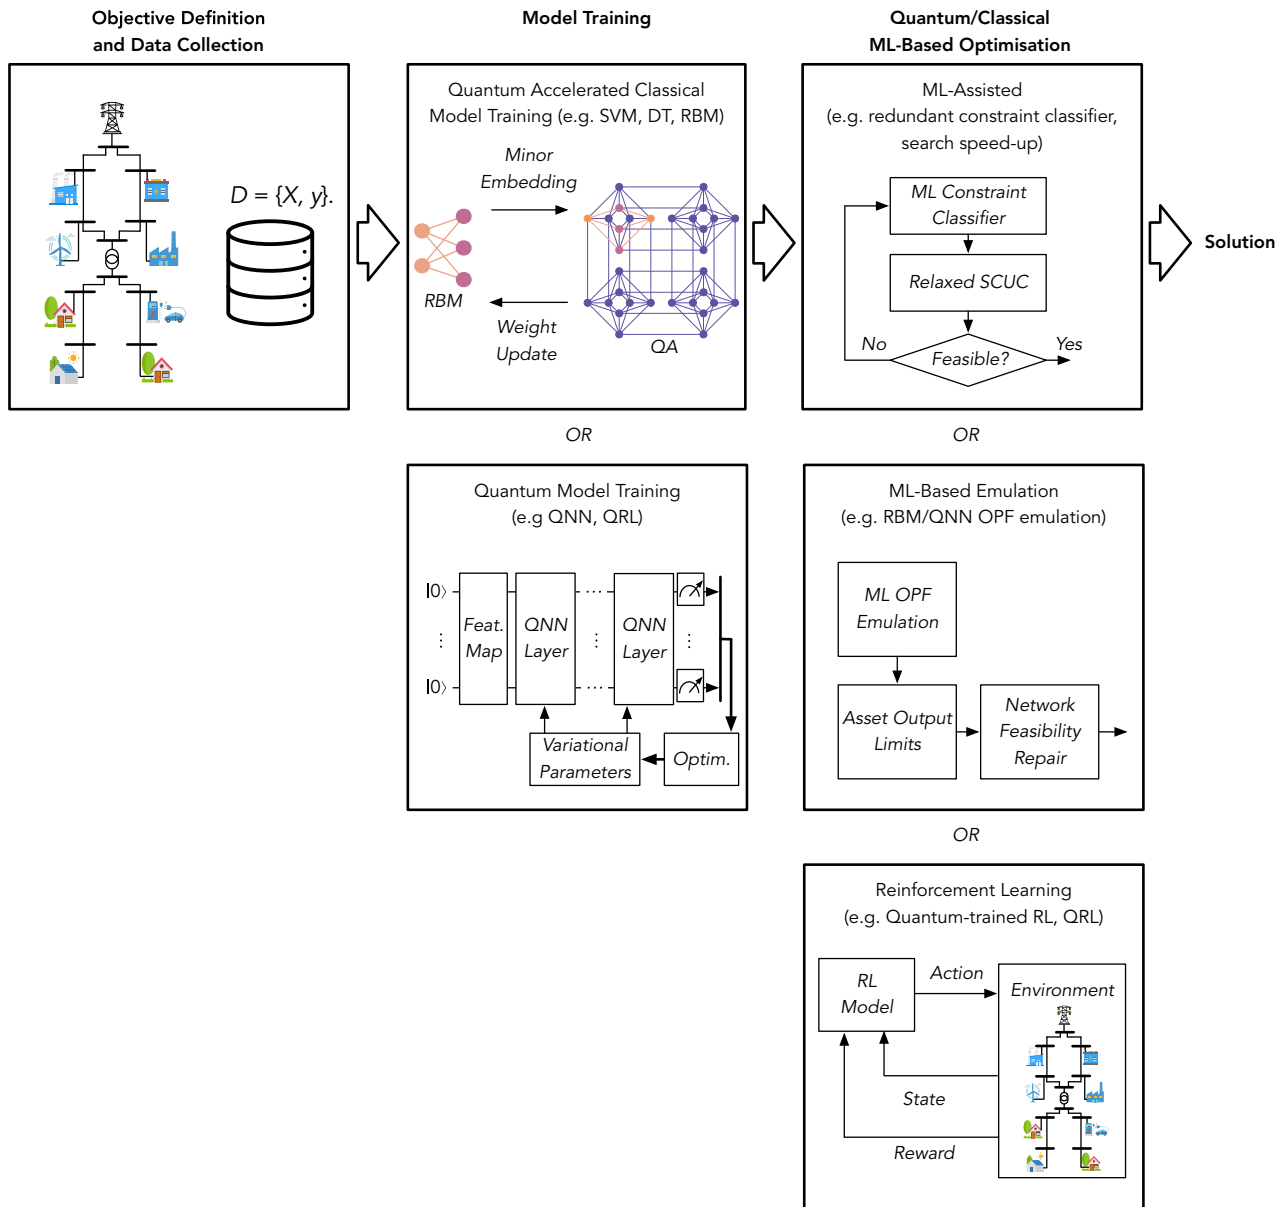 Objective Definition
and Data Collection
D = {X, y}.
Model Training
Quantum Accelerated Classical
Model Training (e.g. SVM, DT, RBM)
Minor
Embedding
RBM
Weight
Update
QA
OR
Quantum Model Training
(e.g QNN, QRL)
|0⟩
⋮
|0⟩
Feat.
Map
QNN
Layer
...
⋮
...
QNN
Layer
⋮
Variational
Parameters
Optim.
Quantum/Classical
ML-Based Optimisation
ML-Assisted
(e.g. redundant constraint classifier,
search speed-up)
ML Constraint
Classifier
Relaxed SCUC
No
Feasible?
Yes
OR
ML-Based Emulation
(e.g. RBM/QNN OPF emulation)
ML OPF
Emulation
Asset Output
Limits
Network
Feasibility
Repair
OR
Reinforcement Learning
(e.g. Quantum-trained RL, QRL)
RL
Model
Action
Environment
State
Reward
Solution